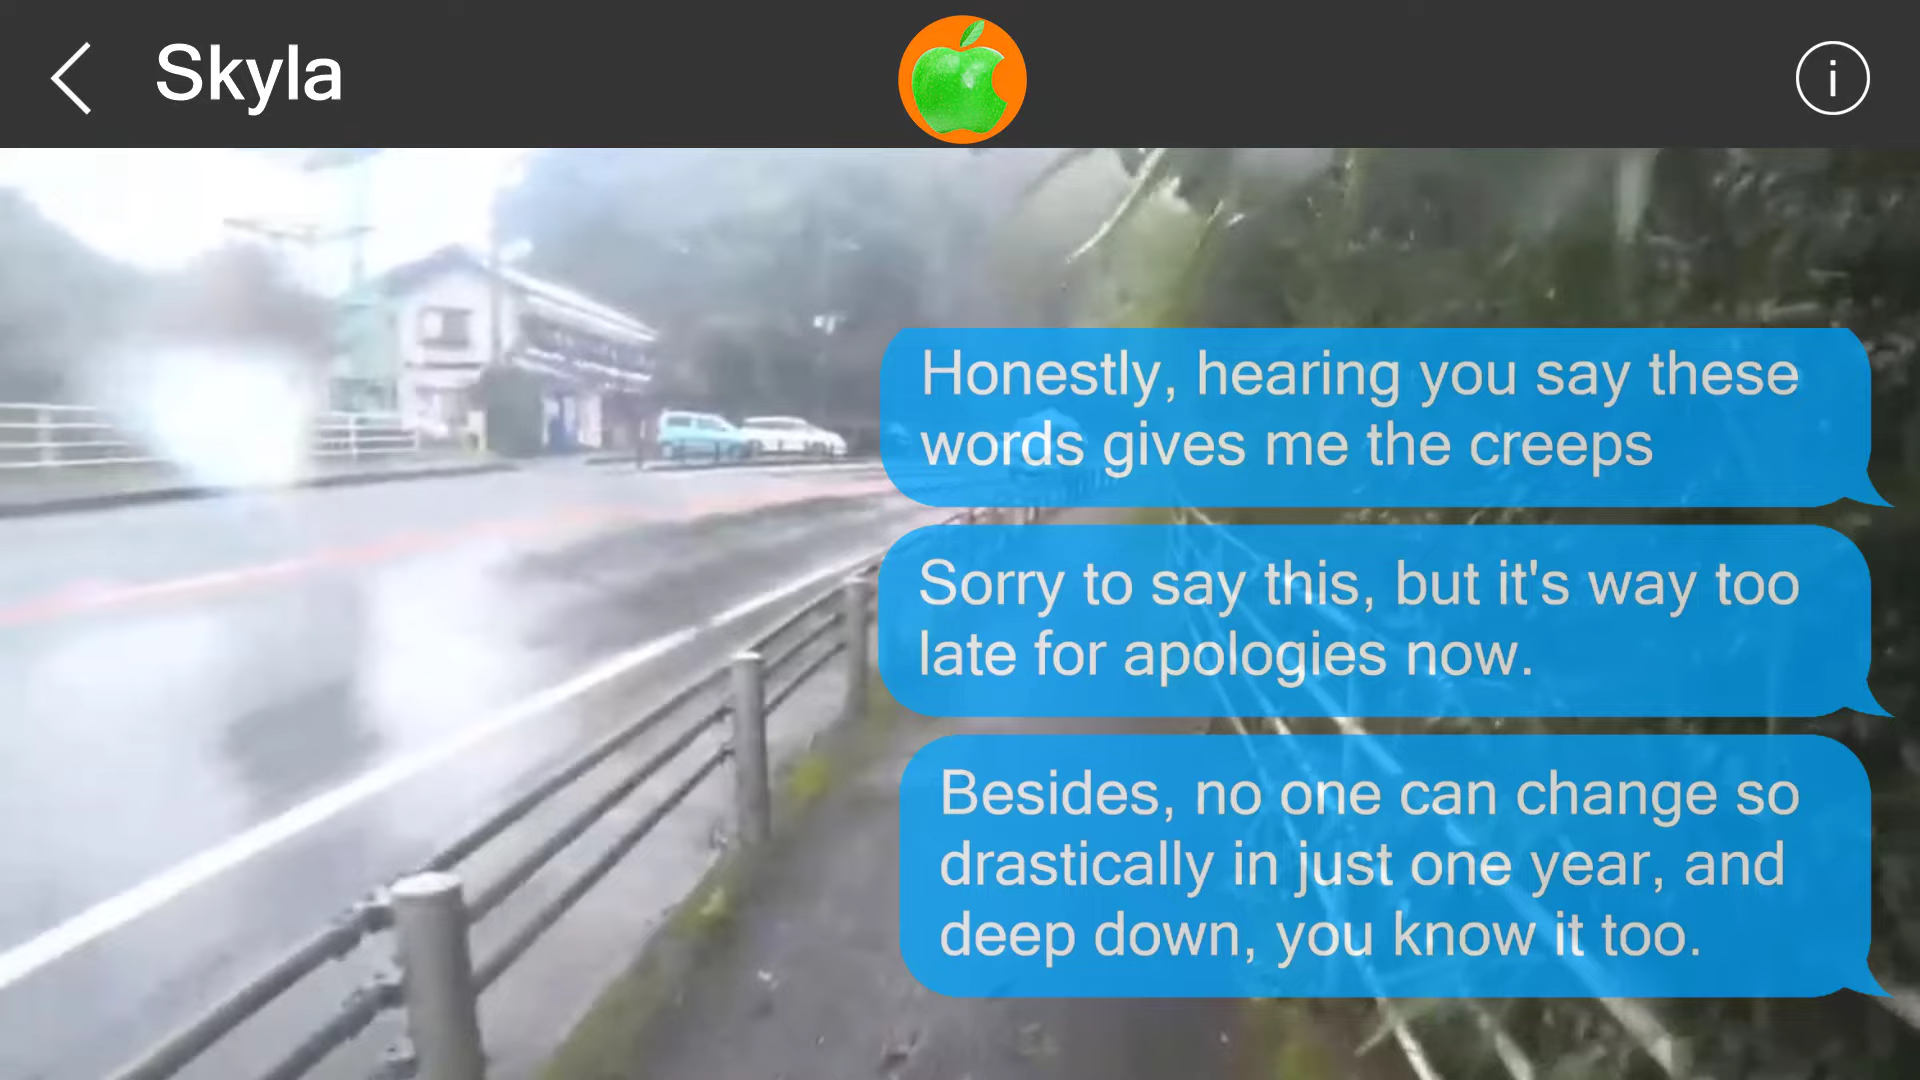 Skyla
i
Honestly, hearing you say these
words gives me the creeps
Sorry to say this, but it's way too
late for apologies now.
Besides, no one can change so
drastically in just one year, and
deep down, you know it too.